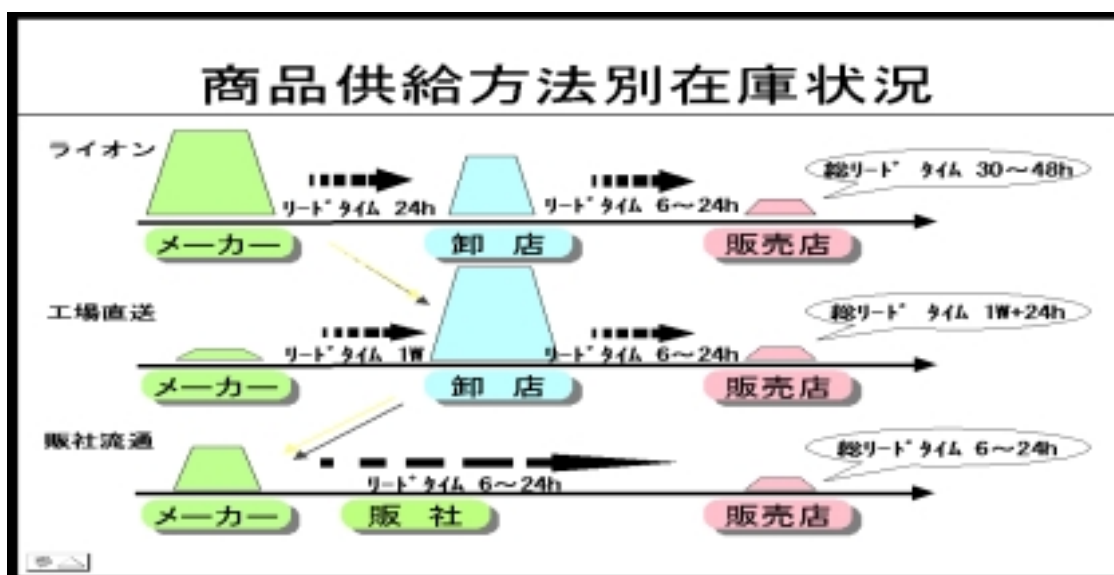 商品供給方法別在庫状況
ライオン
総リード タイム 30～48h
リードタイム 24h
リードタイム 6～24h
メーカー
卸 店
販売店
工場直送
総リード タイム 1W+24h
リードタイム 1W
リードタイム 6～24h
メーカー
卸 店
販売店
販社流通
総リード タイム 6～24h
リードタイム 6～24h
メーカー
販 社
販売店